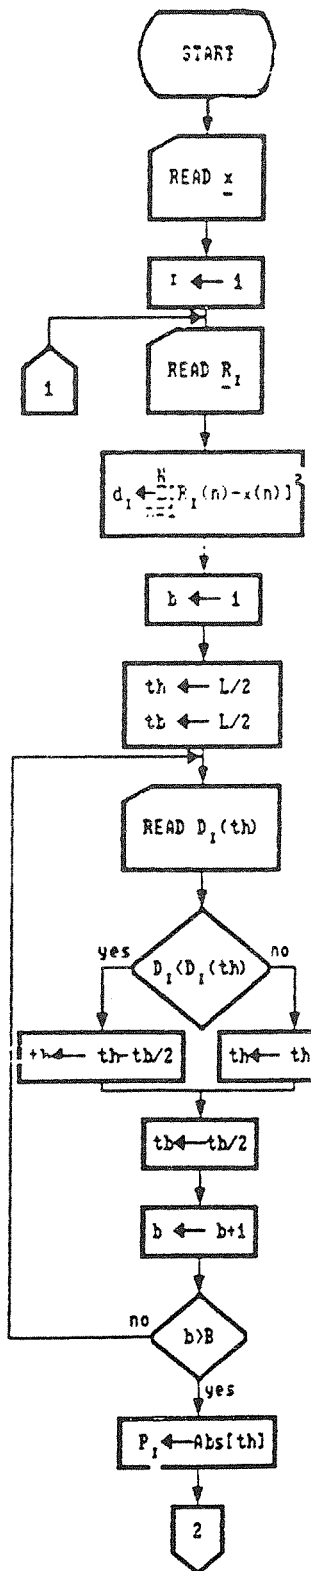 START
READ x
I ← 1
1
READ R_I
N
d_I ← Σ[R_I(n)-x(n)]²
n=1
b ← 1
th ← L/2
tb ← L/2
READ D_I(th)
yes
D_I<D_I(th)
no
th ← th-tb/2
th ← th
tb ← tb/2
b ← b+1
no
b>B
yes
P_I ← Abs[th]
2